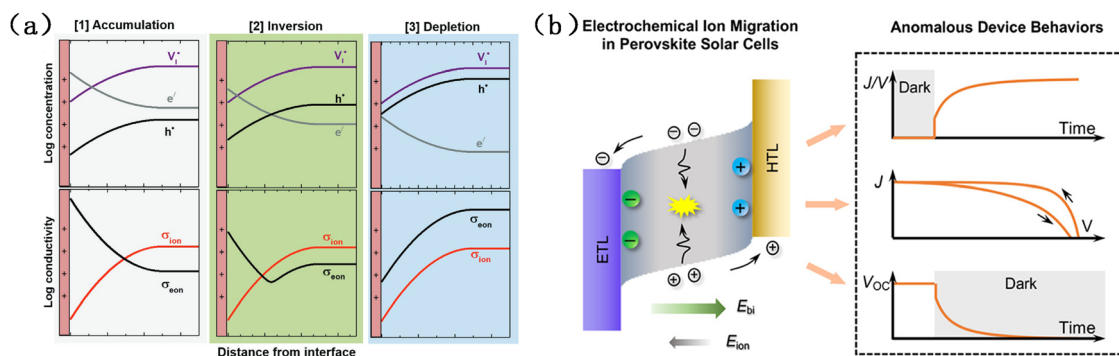 (a)
[1] Accumulation
[2] Inversion
[3] Depletion
Log concentration
V_I^•
e^/
h^•
V_I^•
h^•
e^/
V_I^•
h^•
e^/
Log conductivity
σ_ion
σ_eon
σ_ion
σ_eon
σ_eon
σ_ion
Distance from interface
(b)
Electrochemical Ion Migration
in Perovskite Solar Cells
ETL
HTL
E_bi
E_ion
Anomalous Device Behaviors
J/V
Dark
Time
J
V
V_OC
Dark
Time